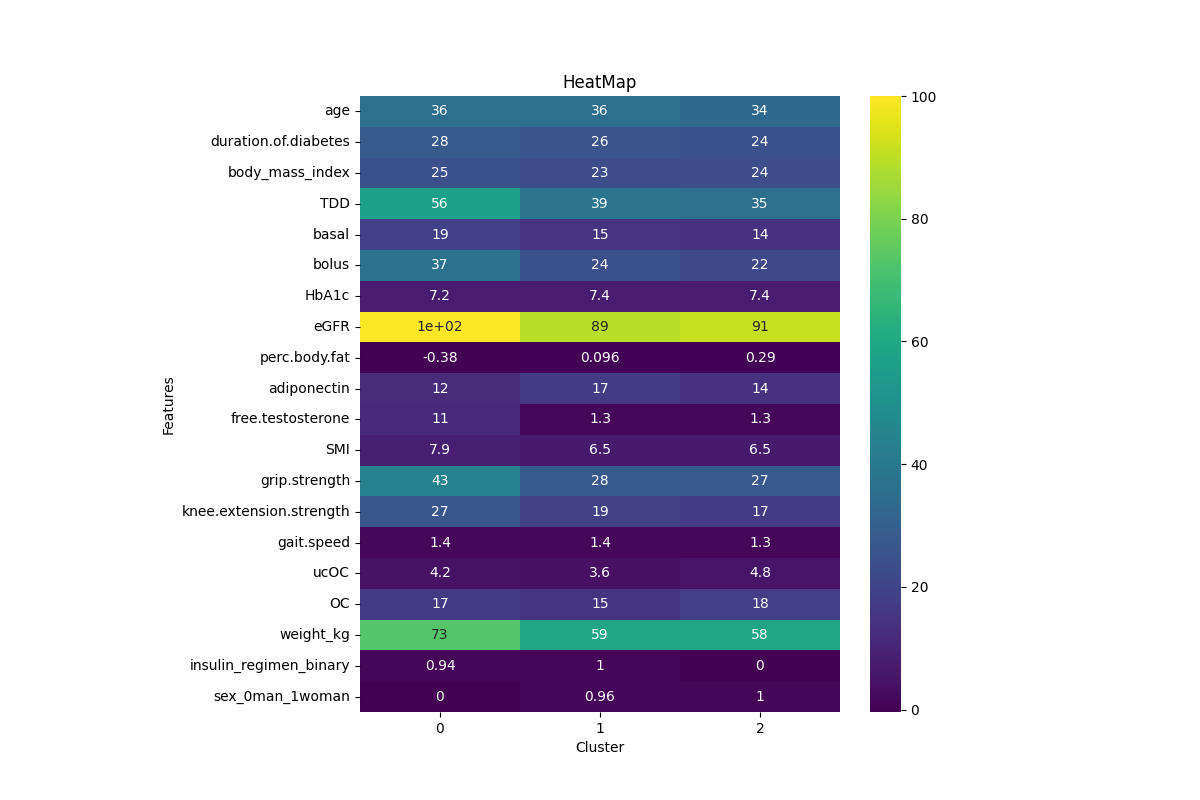 HeatMap
age 36 36 34
duration.of.diabetes 28 26 24
body_mass_index 25 23 24
TDD 56 39 35
basal 19 15 14
bolus 37 24 22
HbA1c 7.2 7.4 7.4
eGFR 1e+02 89 91
perc.body.fat -0.38 0.096 0.29
adiponectin 12 17 14
free.testosterone 11 1.3 1.3
SMI 7.9 6.5 6.5
grip.strength 43 28 27
knee.extension.strength 27 19 17
gait.speed 1.4 1.4 1.3
ucOC 4.2 3.6 4.8
OC 17 15 18
weight_kg 73 59 58
insulin_regimen_binary 0.94 1 0
sex_0man_1woman 0 0.96 1
0 1 2
Cluster
Features
100
80
60
40
20
0